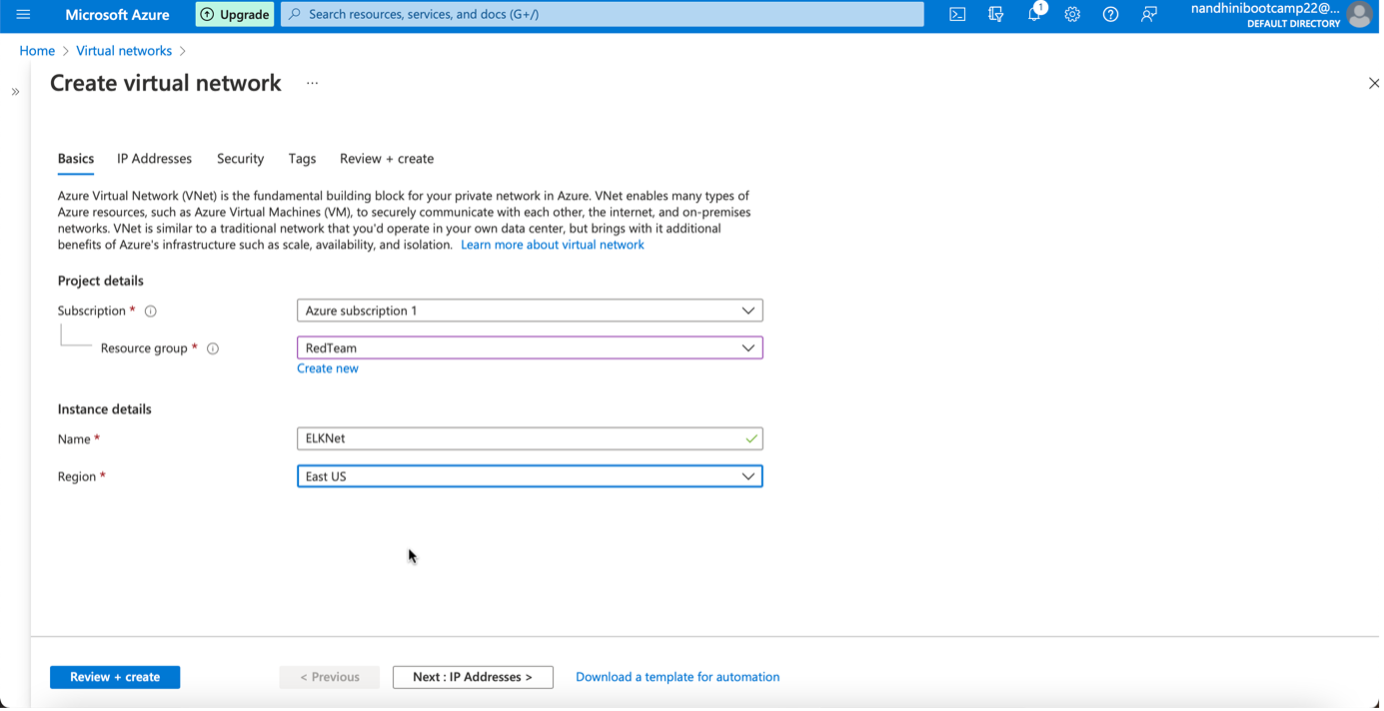 Microsoft Azure
Upgrade
Search resources, services, and docs (G+/)
1
nandhinibootcamp22@...
DEFAULT DIRECTORY
Home > Virtual networks >
Create virtual network ...
Basics IP Addresses Security Tags Review + create
Azure Virtual Network (VNet) is the fundamental building block for your private network in Azure. VNet enables many types of
Azure resources, such as Azure Virtual Machines (VM), to securely communicate with each other, the internet, and on-premises
networks. VNet is similar to a traditional network that you'd operate in your own data center, but brings with it additional
benefits of Azure's infrastructure such as scale, availability, and isolation. Learn more about virtual network
Project details
Subscription * Azure subscription 1
Resource group * RedTeam
Create new
Instance details
Name * ELKNet
Region * East US
Review + create < Previous Next : IP Addresses > Download a template for automation